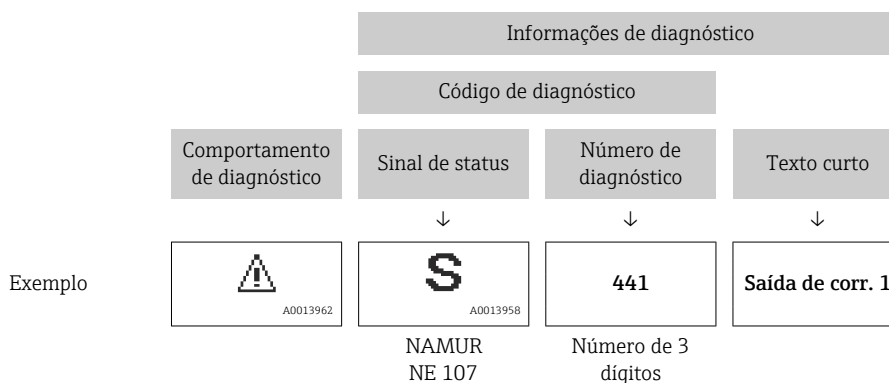 Informações de diagnóstico
Código de diagnóstico
Comportamento
de diagnóstico
Sinal de status
Número de
diagnóstico
Texto curto
↓ ↓ ↓
Exemplo
A0013962
S
A0013958
441
Saída de corr. 1
NAMUR
NE 107
Número de 3
dígitos